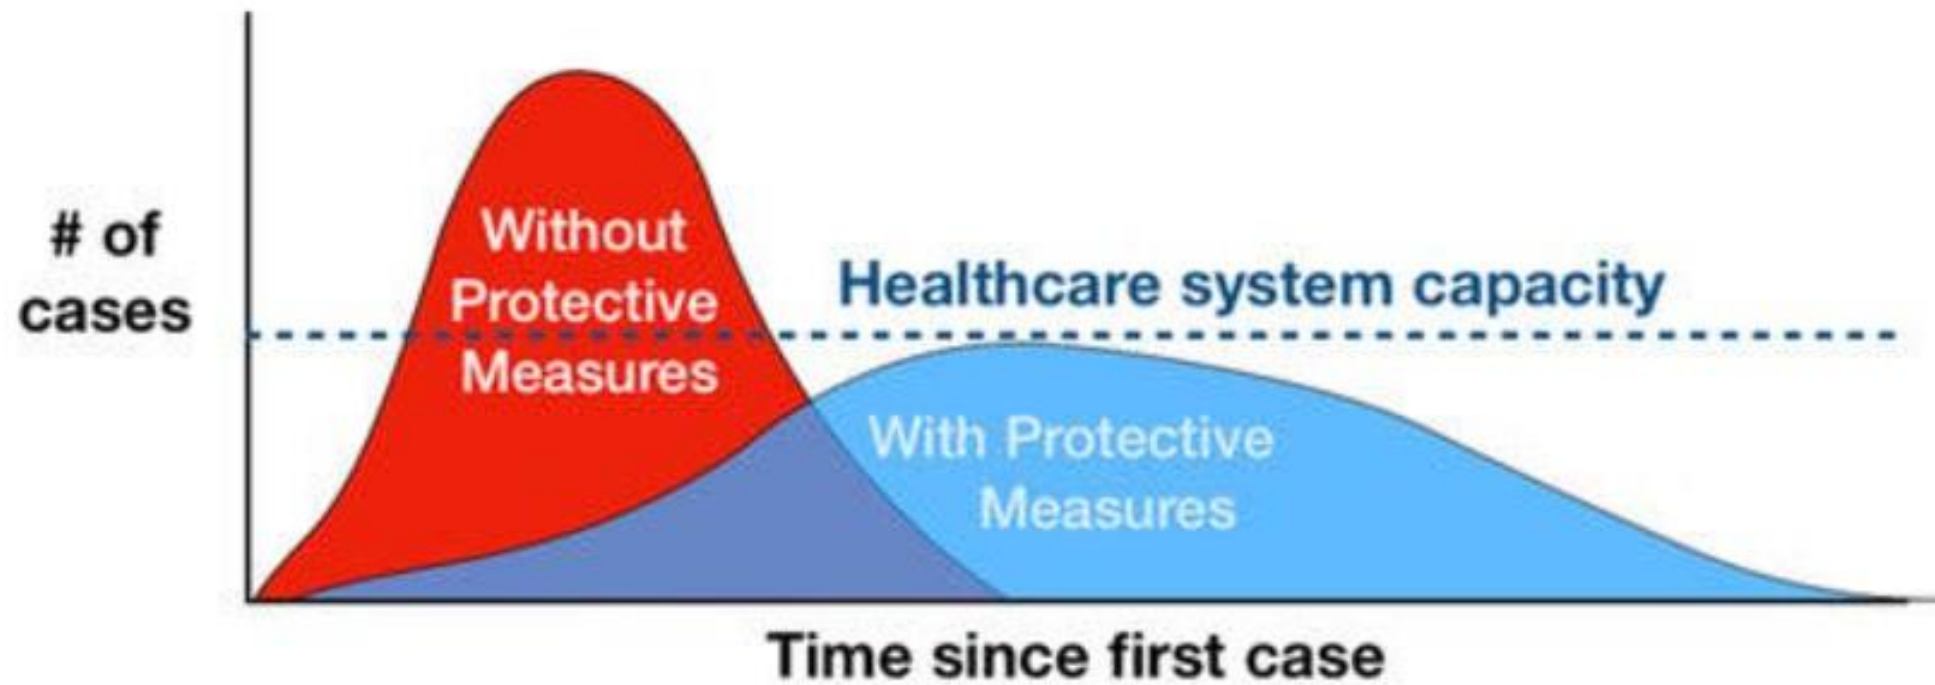 # of
cases
Without
Protective
Measures
Healthcare system capacity
With Protective
Measures
Time since first case